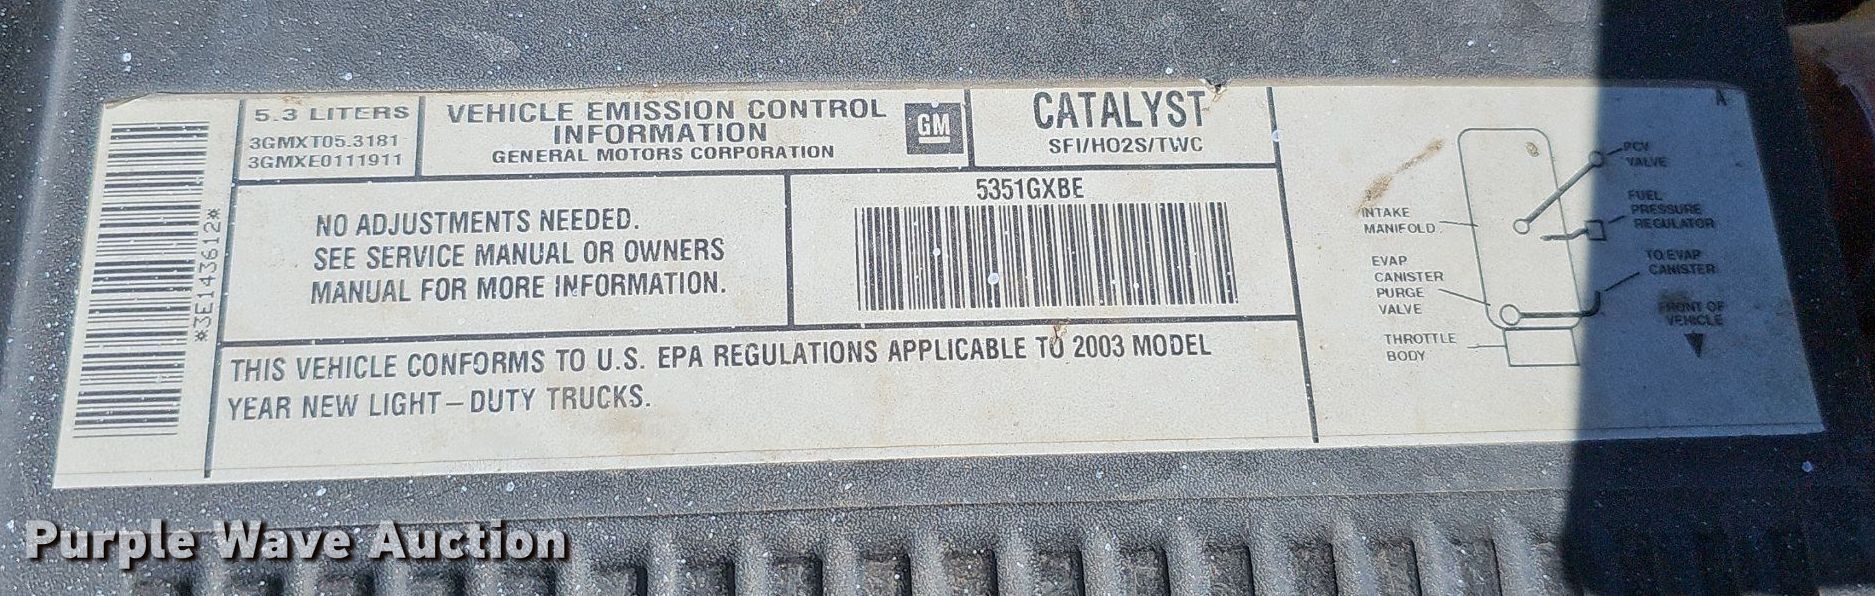 **3E143612*
5.3 LITERS
3GMXT05.3181
3GMXE0111911
VEHICLE EMISSION CONTROL
INFORMATION
GENERAL MOTORS CORPORATION
GM
CATALYST
SFI/HO2S/TWC
NO ADJUSTMENTS NEEDED.
SEE SERVICE MANUAL OR OWNERS
MANUAL FOR MORE INFORMATION.
5351GXBE
THIS VEHICLE CONFORMS TO U.S. EPA REGULATIONS APPLICABLE TO 2003 MODEL
YEAR NEW LIGHT-DUTY TRUCKS.
A
PCV
VALVE
FUEL
PRESSURE
REGULATOR
INTAKE
MANIFOLD
TO EVAP
CANISTER
EVAP
CANISTER
PURGE
VALVE
FRONT OF
VEHICLE
THROTTLE
BODY
Purple Wave Auction